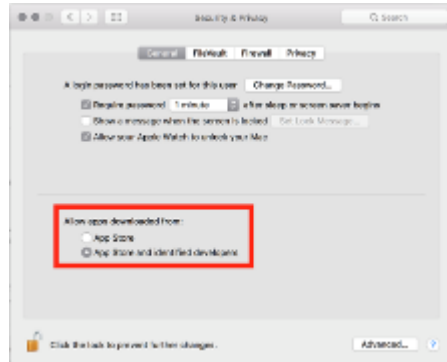 Security & Privacy
Search
General FileVault Firewall Privacy
A login password has been set for this user Change Password...
Require password 1 minute after sleep or screen saver begins
Show a message when the screen is locked Set Lock Message...
Allow your Apple Watch to unlock your Mac
Allow apps downloaded from:
App Store
App Store and identified developers
Click the lock to prevent further changes.
Advanced...
?